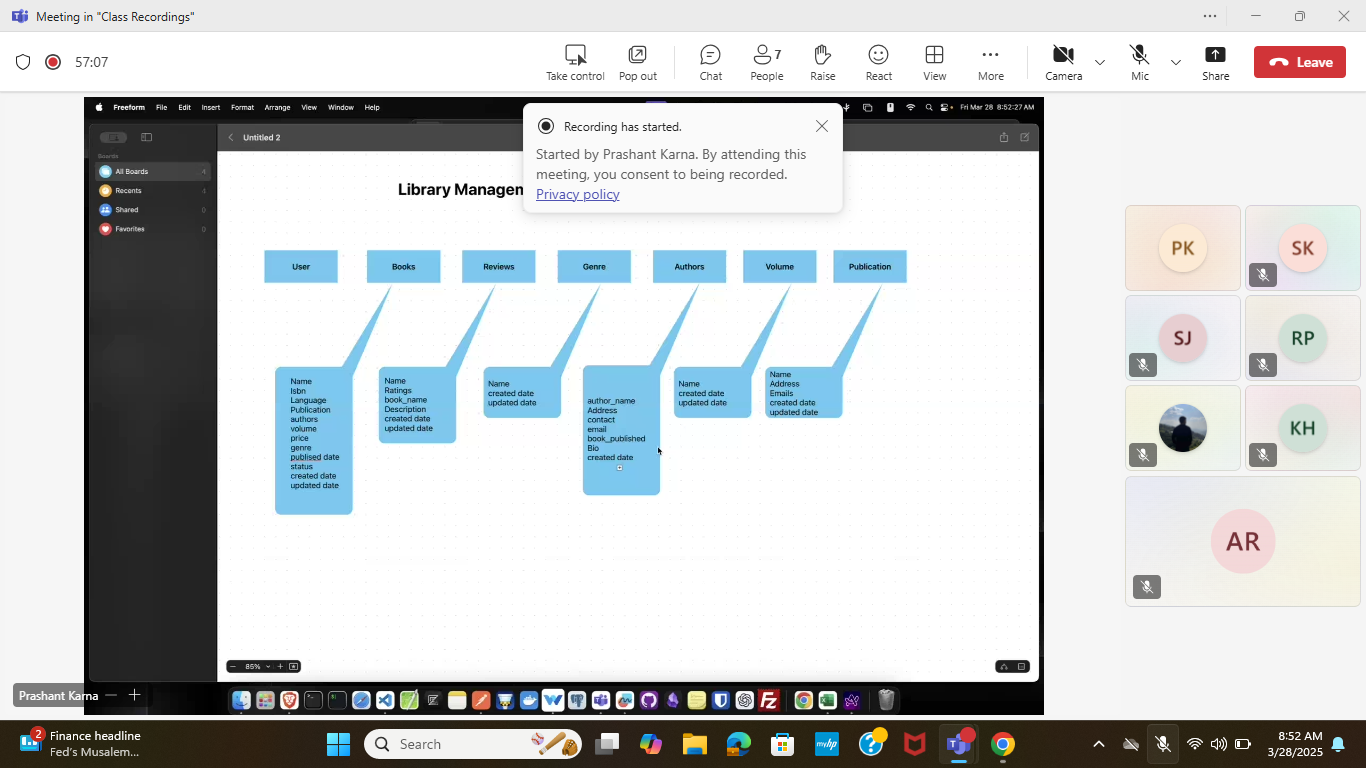 Meeting in "Class Recordings"
57:07
Take control
Pop out
Chat
People
7
Raise
React
View
More
Camera
Mic
Share
Leave
Freeform File Edit Insert Format Arrange View Window Help
Fri Mar 28 8:52:27 AM
Boards
All Boards 4
Recents 4
Shared 0
Favorites 0
Untitled 2
Recording has started.
Started by Prashant Karna. By attending this
meeting, you consent to being recorded.
Privacy policy
Library Managem
User
Books
Reviews
Genre
Authors
Volume
Publication
Name
Isbn
Language
Publication
authors
volume
price
genre
publised date
status
created date
updated date
Name
Ratings
book_name
Description
created date
updated date
Name
created date
updated date
author_name
Address
contact
email
book_published
Bio
created date
Name
created date
updated date
Name
Address
Emails
created date
updated date
85%
Prashant Karna
PK
SK
SJ
RP
KH
AR
2
Finance headline
Fed's Musalem...
Search
8:52 AM
3/28/2025